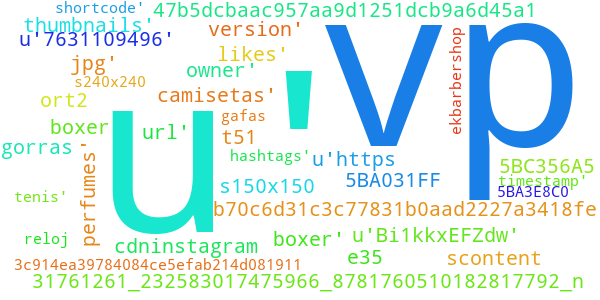 shortcode' 47b5dcbaac957aa9d1251dcb9a6d45a1
thumbnails' version'
u'7631109496' likes'
jpg' owner'
s240x240
ort2 camisetas' ekbarbershop
gafas
boxer url' t51
u' vp
gorras hashtags' u'https
perfumes' s150x150 5BA031FF 5BC356A5
timestamp'
5BA3E8C0
tenis' b70c6d31c3c77831b0aad2227a3418fe
reloj cdninstagram boxer' u'Bi1kkxEFZdw'
3c914ea39784084ce5efab214d081911 e35 scontent
31761261_232583017475966_8781760510182817792_n